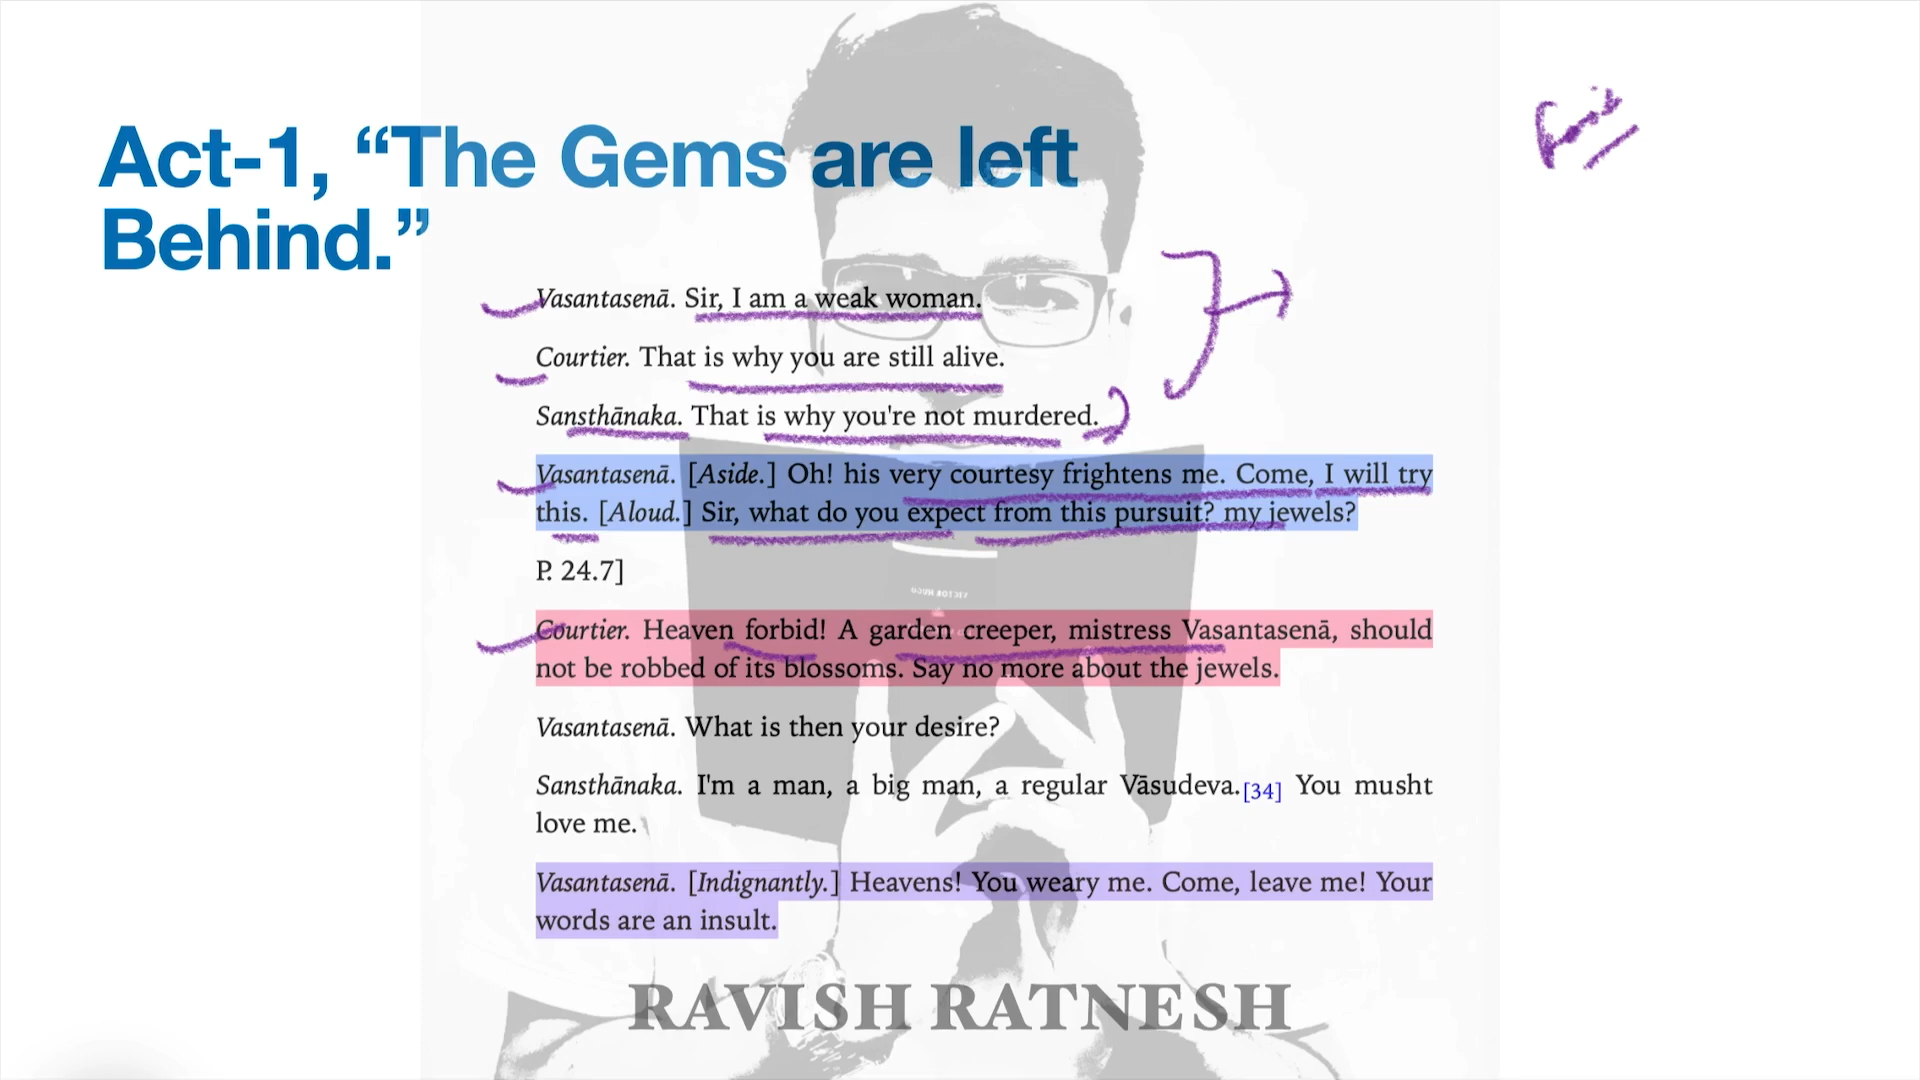 Act-1, “The Gems are left
Behind.”
Vasantasenā. Sir, I am a weak woman.
Courtier. That is why you are still alive.
Sansthānaka. That is why you're not murdered.
Vasantasenā. [Aside.] Oh! his very courtesy frightens me. Come, I will try
this. [Aloud.] Sir, what do you expect from this pursuit? my jewels?
P. 24.7]
VICTOR HUGO
Courtier. Heaven forbid! A garden creeper, mistress Vasantasenā, should
not be robbed of its blossoms. Say no more about the jewels.
Vasantasenā. What is then your desire?
Sansthānaka. I'm a man, a big man, a regular Vāsudeva.[34] You musht
love me.
Vasantasenā. [Indignantly.] Heavens! You weary me. Come, leave me! Your
words are an insult.
RAVISH RATNESH